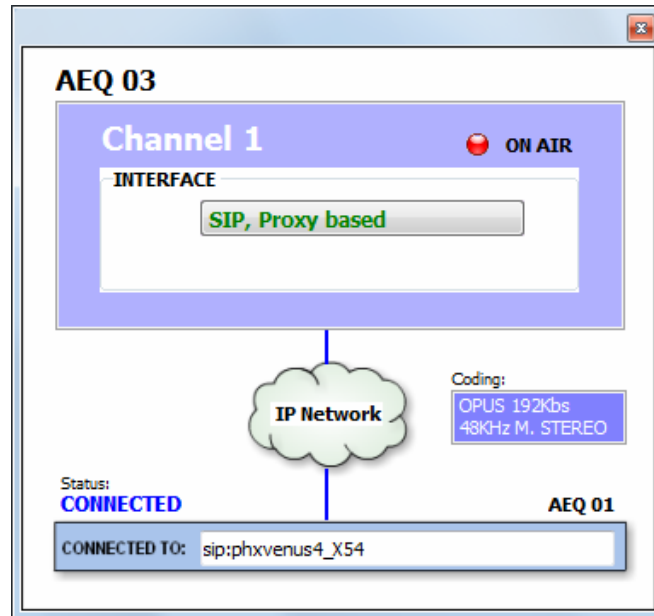 AEQ 03
Channel 1
ON AIR
INTERFACE
SIP, Proxy based
IP Network
Coding:
OPUS 192Kbs
48KHz M. STEREO
Status:
CONNECTED
AEQ 01
CONNECTED TO: sip:phxvenus4_X54